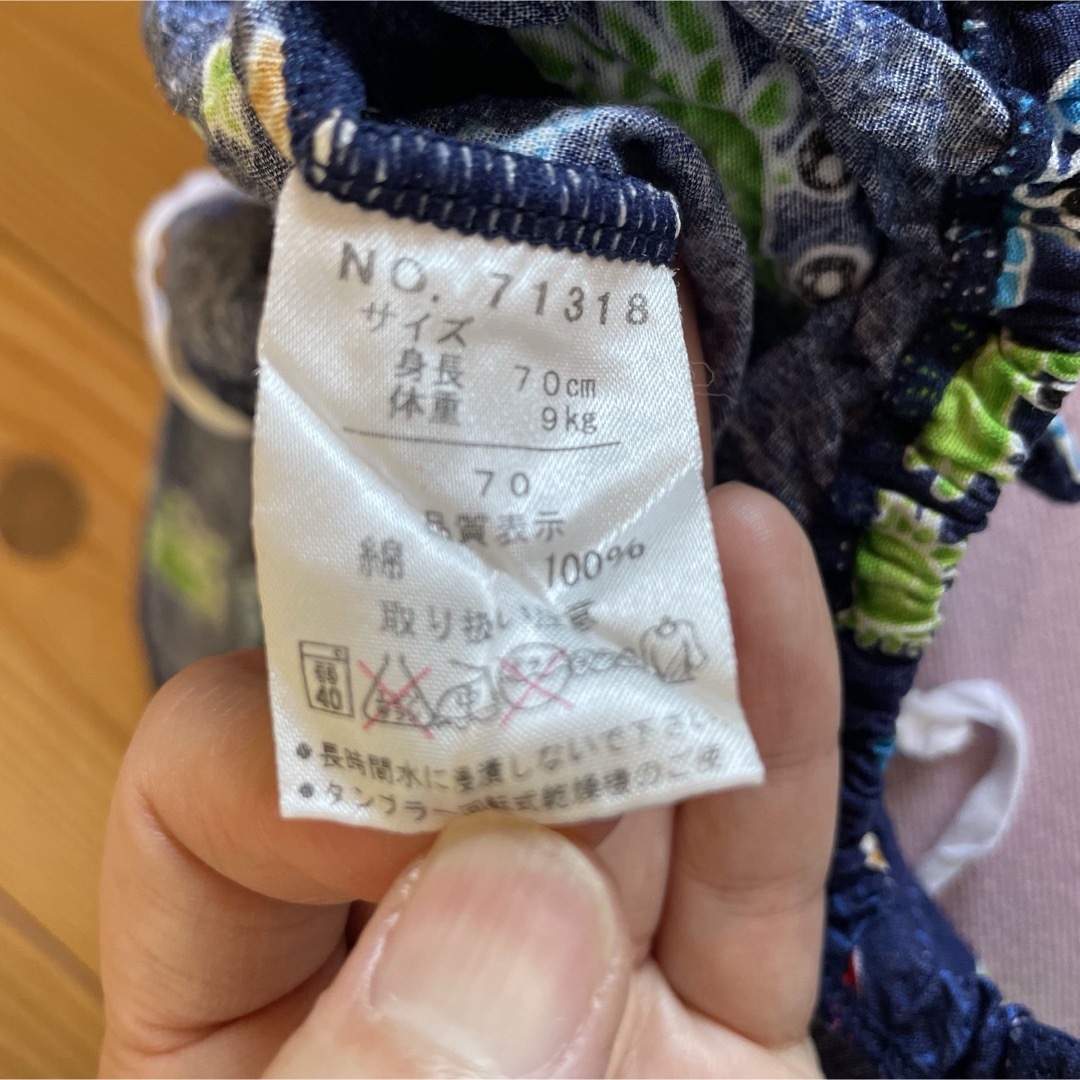 NO. 71318
サイズ
身長 70cm
体重 9kg
70
品質表示
綿 100%
取り扱い注意
40
●長時間水に浸漬しないで下さい
●タンブラー回転式乾燥機のご使